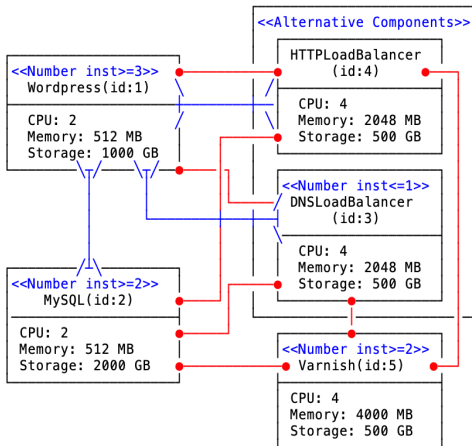 <<Alternative Components>>
<<Number inst>=3>>
Wordpress(id:1)
CPU: 2
Memory: 512 MB
Storage: 1000 GB
HTTPLoadBalancer
(id:4)
CPU: 4
Memory: 2048 MB
Storage: 500 GB
<<Number inst<=1>>
DNSLoadBalancer
(id:3)
CPU: 4
Memory: 2048 MB
Storage: 500 GB
<<Number inst>=2>>
MySQL(id:2)
CPU: 2
Memory: 512 MB
Storage: 2000 GB
<<Number inst>=2>>
Varnish(id:5)
CPU: 4
Memory: 4000 MB
Storage: 500 GB